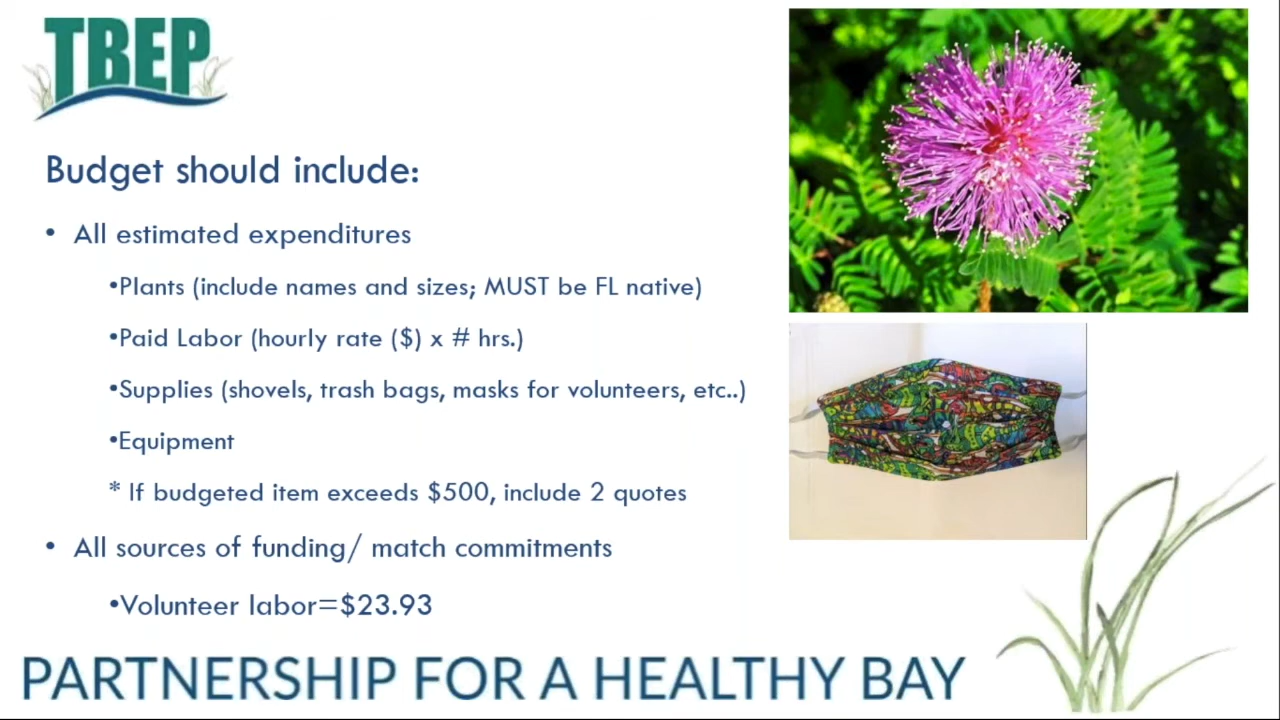 TBEP
Budget should include:
• All estimated expenditures
•Plants (include names and sizes; MUST be FL native)
•Paid Labor (hourly rate ($) x # hrs.)
•Supplies (shovels, trash bags, masks for volunteers, etc..)
•Equipment
* If budgeted item exceeds $500, include 2 quotes
• All sources of funding/ match commitments
•Volunteer labor=$23.93
PARTNERSHIP FOR A HEALTHY BAY